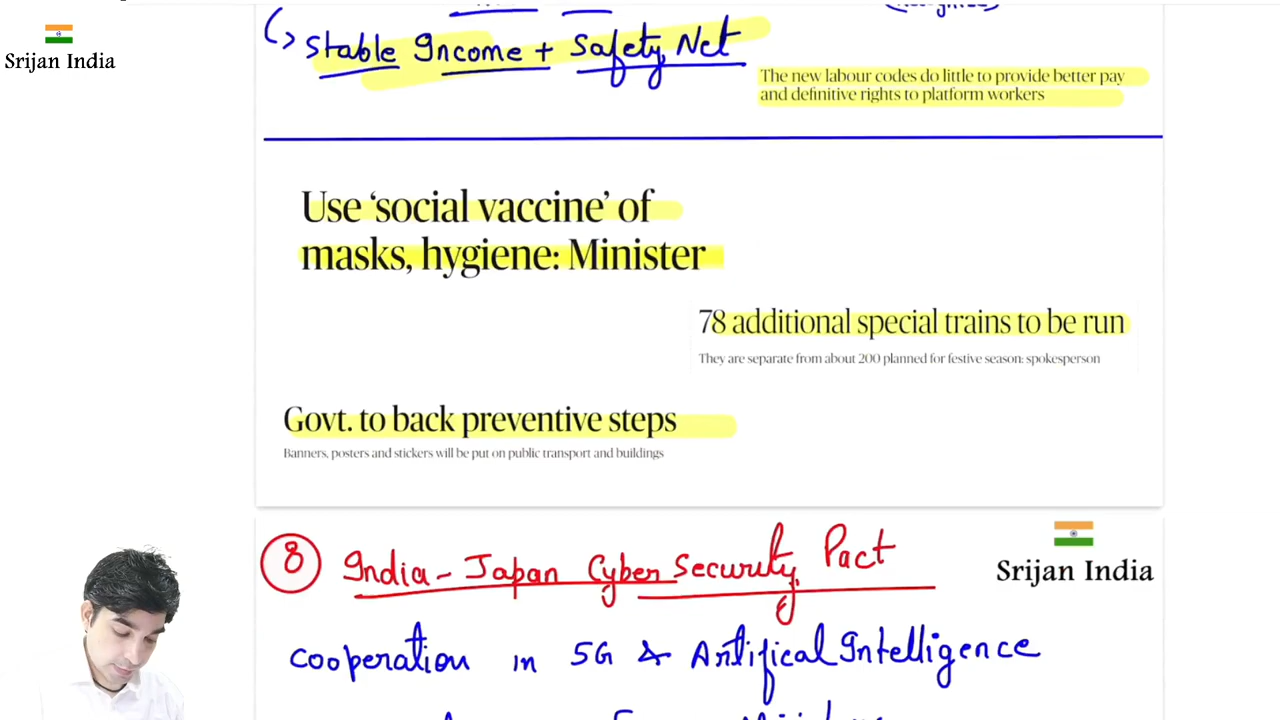 Srijan India
Stable Income + Safety Net
The new labour codes do little to provide better pay
and definitive rights to platform workers
Use ‘social vaccine’ of
masks, hygiene: Minister
78 additional special trains to be run
They are separate from about 200 planned for festive season: spokesperson
Govt. to back preventive steps
Banners, posters and stickers will be put on public transport and buildings
8 India - Japan Cyber Security Pact
Srijan India
cooperation in 5G & Artifical Intelligence